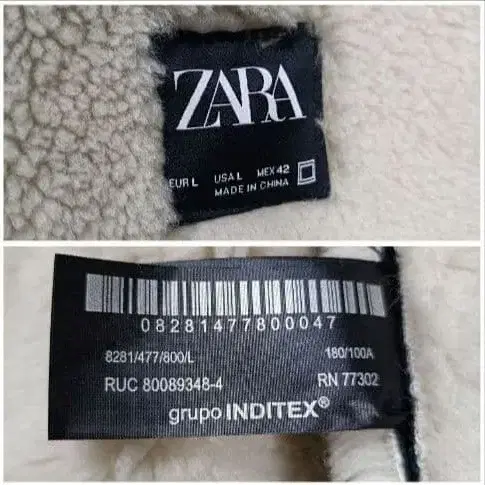 ZARA
EUR L USA L MEX 42
MADE IN CHINA
08281477800047
8281/477/800/L 180/100A
RUC 80089348-4 RN 77302
grupo INDITEX®